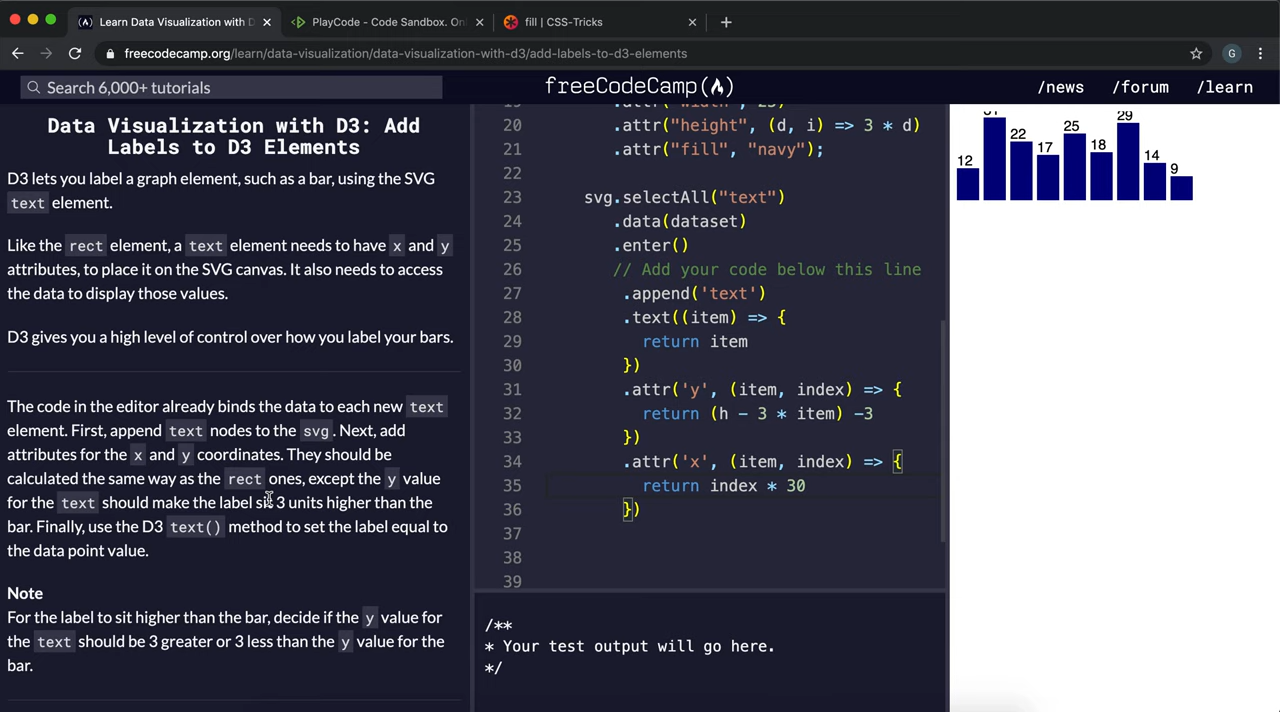 Learn Data Visualization with D
PlayCode - Code Sandbox. On
fill | CSS-Tricks
freecodecamp.org/learn/data-visualization/data-visualization-with-d3/add-labels-to-d3-elements
G
Search 6,000+ tutorials
freeCodeCamp
/news
/forum
/learn
Data Visualization with D3: Add
Labels to D3 Elements
D3 lets you label a graph element, such as a bar, using the SVG
text element.
Like the rect element, a text element needs to have x and y
attributes, to place it on the SVG canvas. It also needs to access
the data to display those values.
D3 gives you a high level of control over how you label your bars.
The code in the editor already binds the data to each new text
element. First, append text nodes to the svg. Next, add
attributes for the x and y coordinates. They should be
calculated the same way as the rect ones, except the y value
for the text should make the label sit 3 units higher than the
bar. Finally, use the D3 text() method to set the label equal to
the data point value.
Note
For the label to sit higher than the bar, decide if the y value for
the text should be 3 greater or 3 less than the y value for the
bar.
19 .attr("width", 25)
20 .attr("height", (d, i) => 3 * d)
21 .attr("fill", "navy");
22
23 svg.selectAll("text")
24 .data(dataset)
25 .enter()
26 // Add your code below this line
27 .append('text')
28 .text((item) => {
29 return item
30 })
31 .attr('y', (item, index) => {
32 return (h - 3 * item) -3
33 })
34 .attr('x', (item, index) => {
35 return index * 30
36 })
37
38
39
/**
* Your test output will go here.
*/
12 31 22 17 25 18 29 14 9